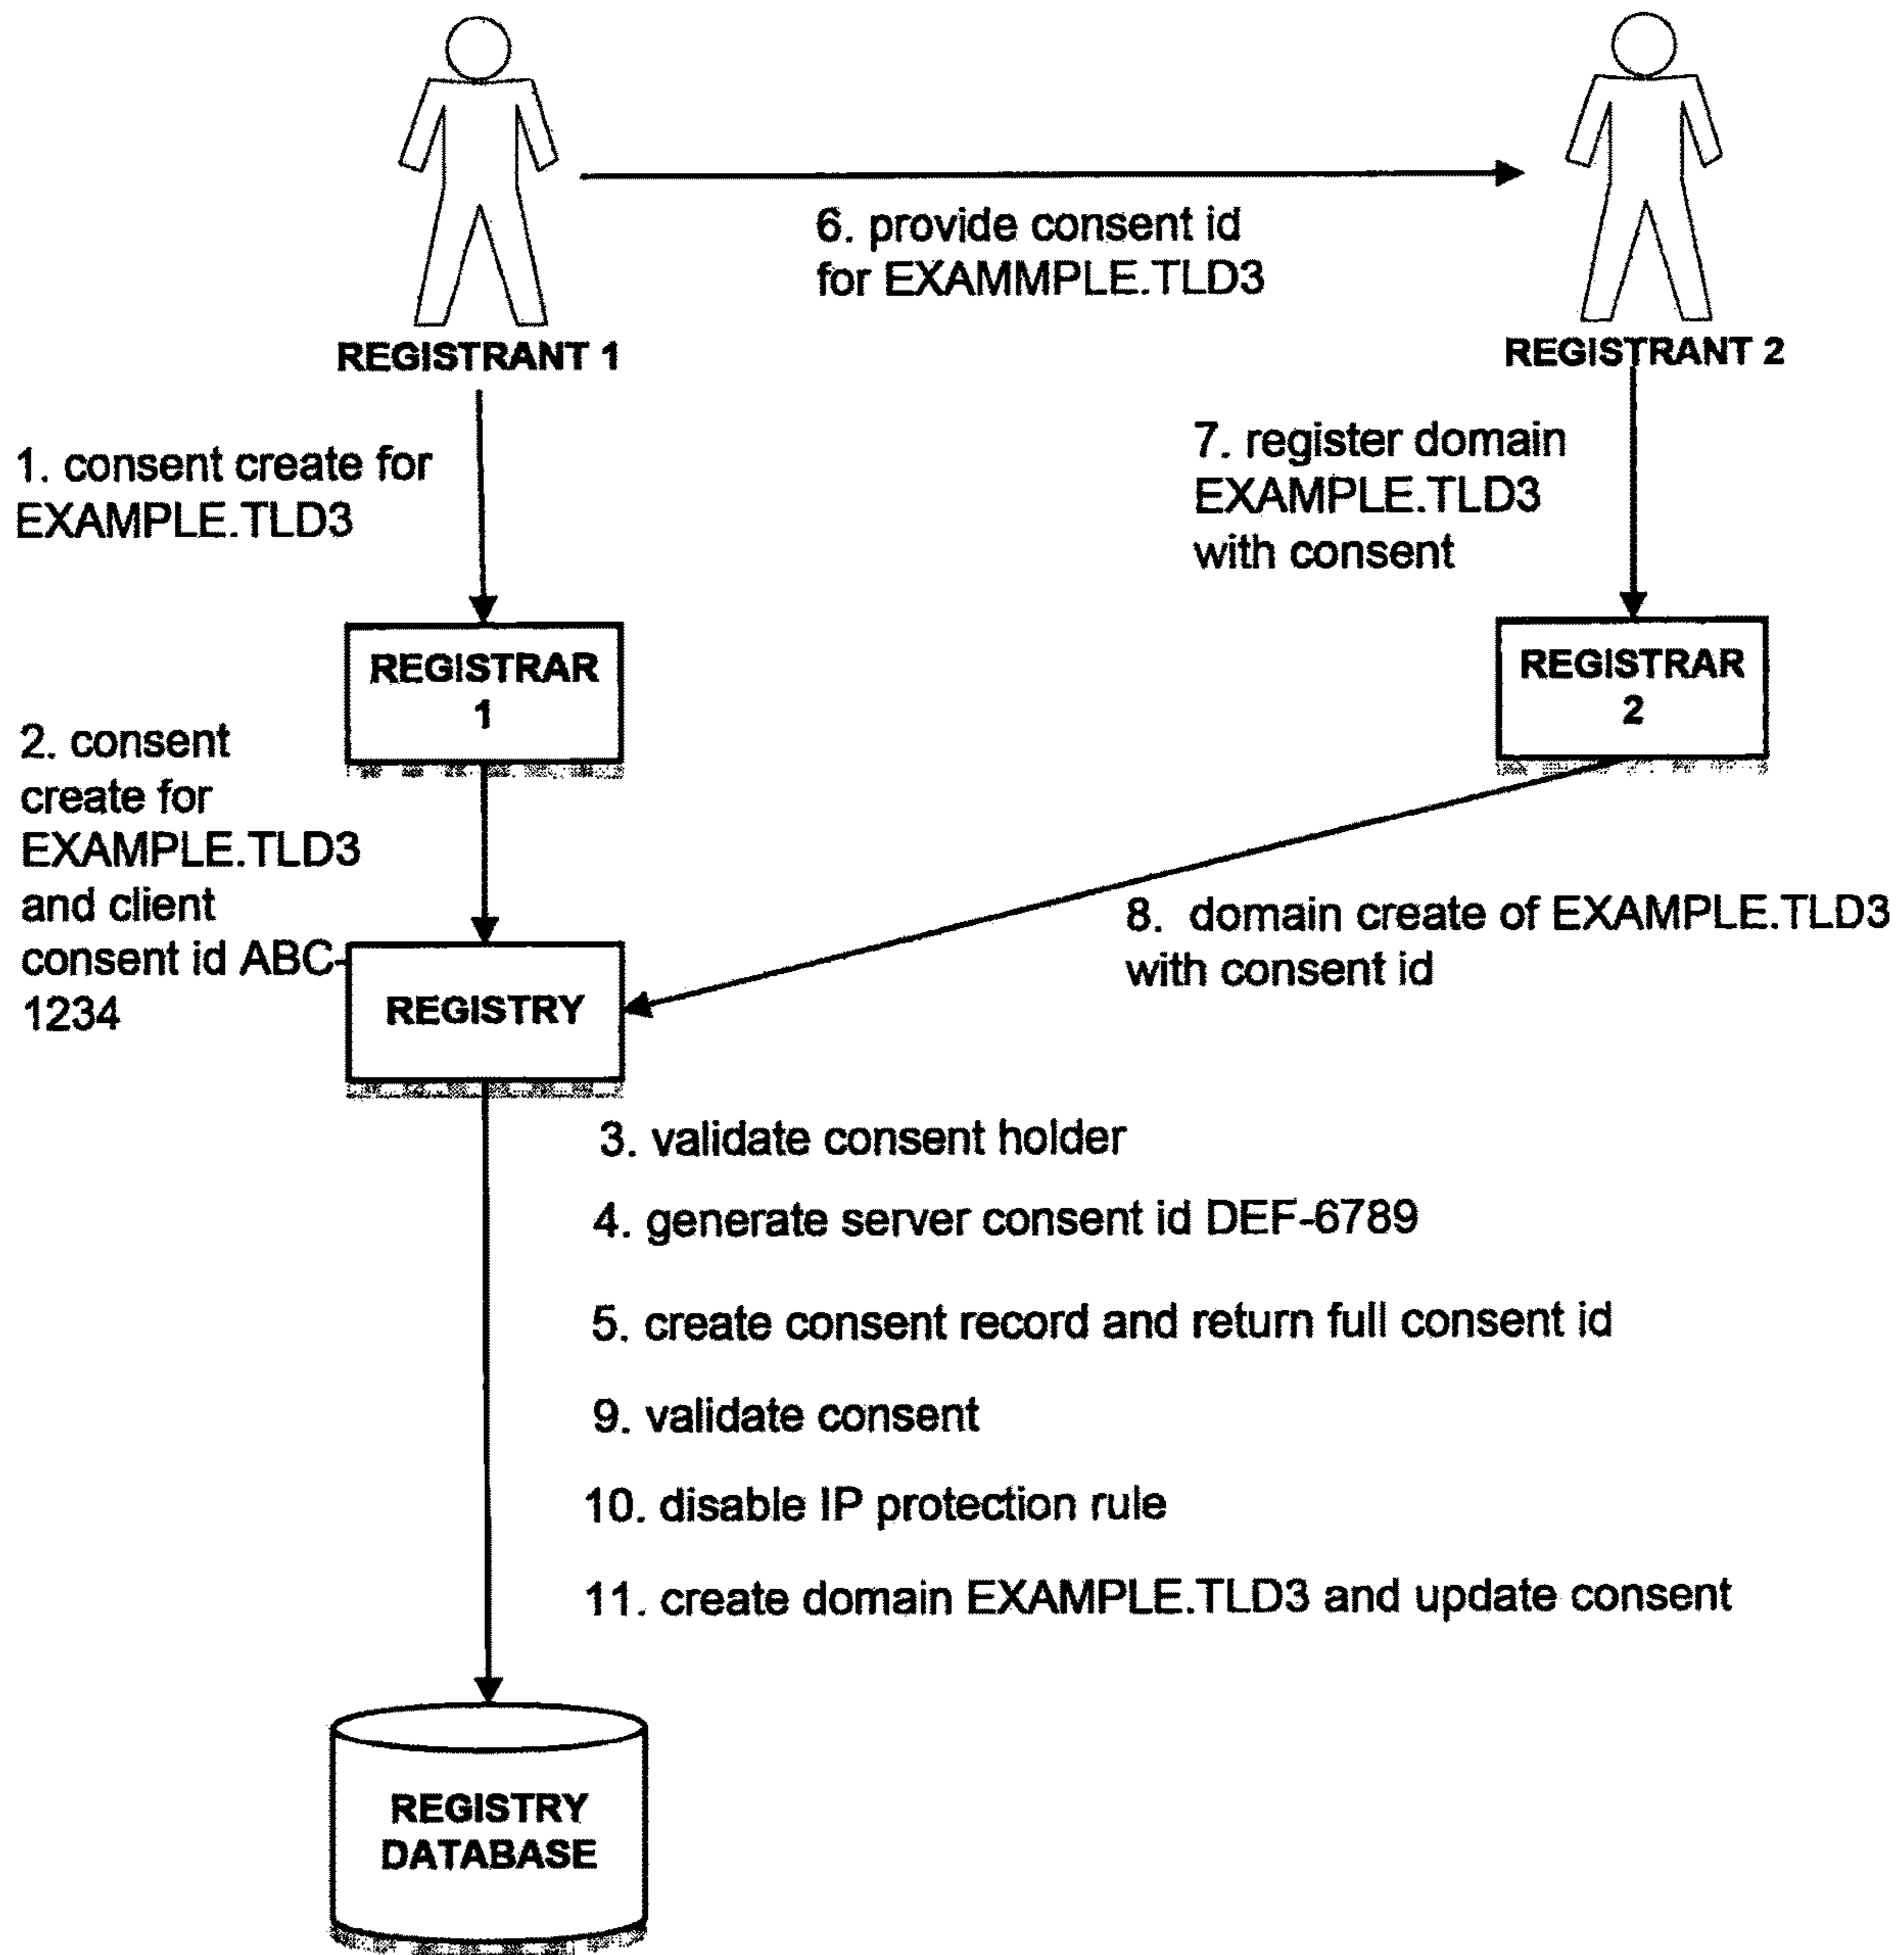 6. provide consent id
for EXAMMPLE.TLD3
REGISTRANT 1
REGISTRANT 2
1. consent create for
EXAMPLE.TLD3
7. register domain
EXAMPLE.TLD3
with consent
REGISTRAR
1
REGISTRAR
2
2. consent
create for
EXAMPLE.TLD3
and client
consent id ABC-
1234
8. domain create of EXAMPLE.TLD3
with consent id
REGISTRY
3. validate consent holder
4. generate server consent id DEF-6789
5. create consent record and return full consent id
9. validate consent
10. disable IP protection rule
11. create domain EXAMPLE.TLD3 and update consent
REGISTRY
DATABASE